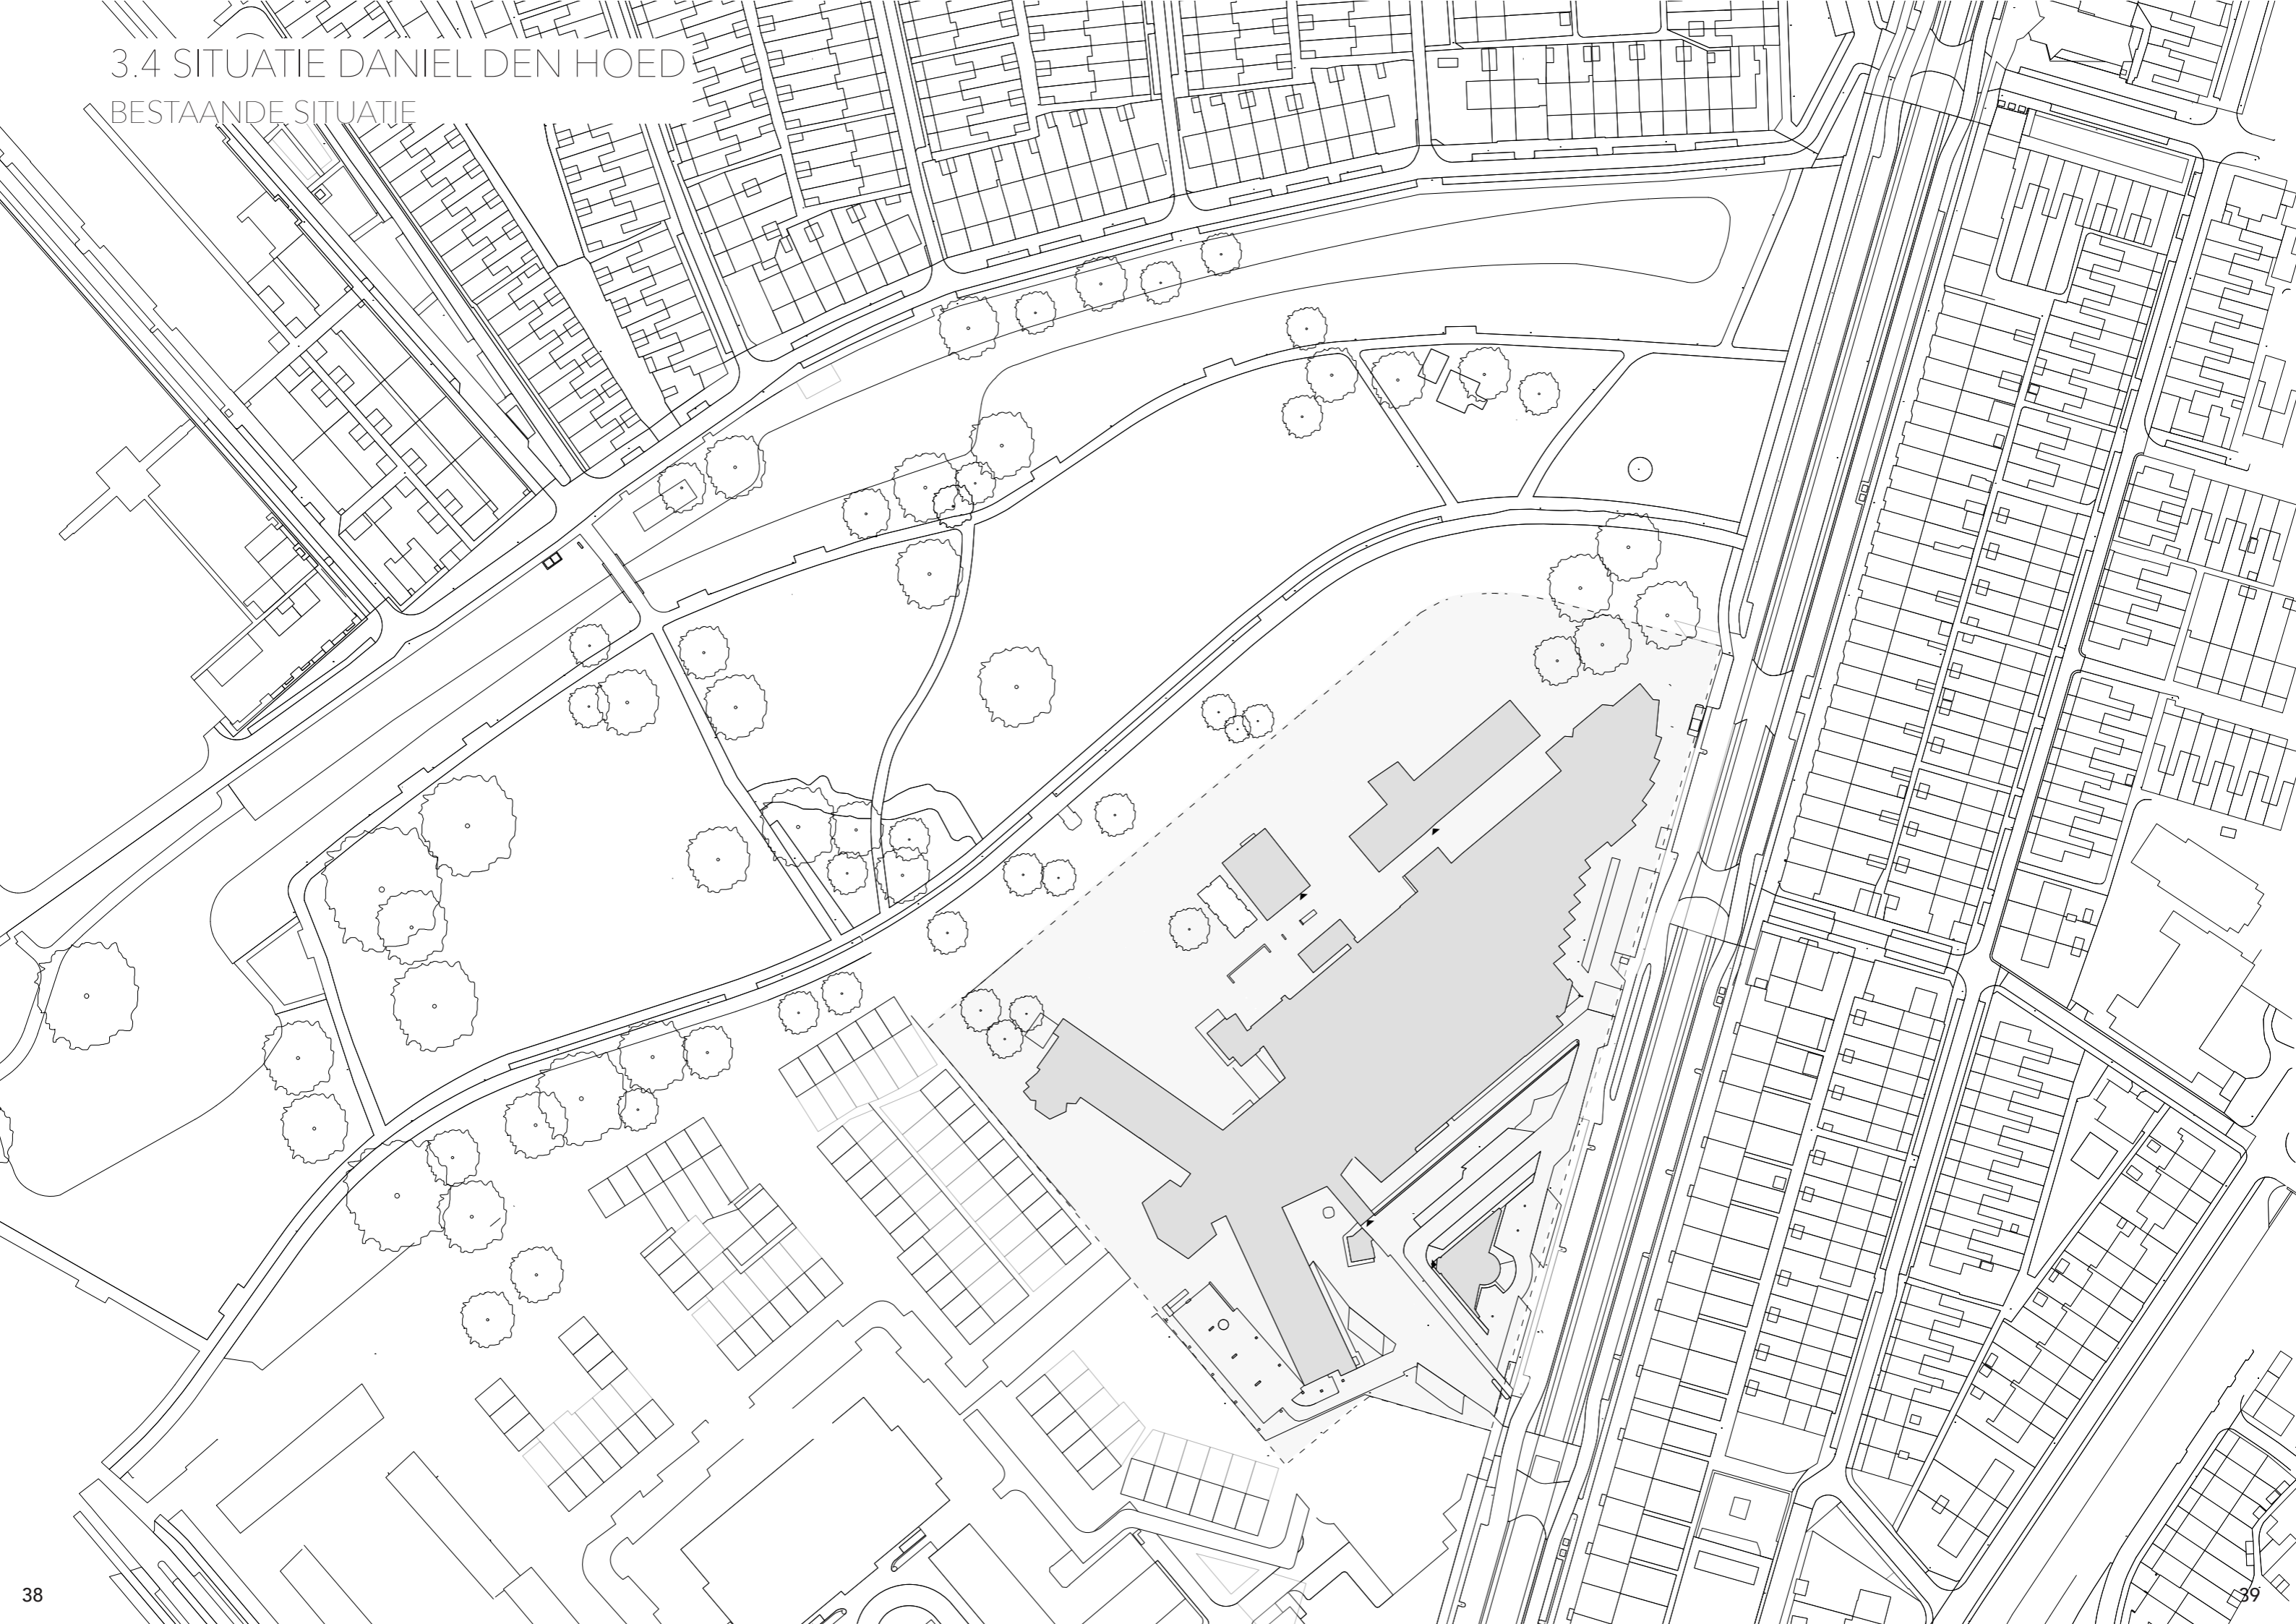 3.4 SITUATIE DANIEL DEN HOED
BESTAANDE SITUATIE
38
39